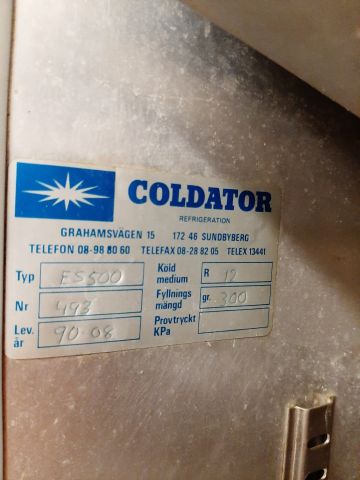 COLDATOR
REFRIGERATION
GRAHAMSVÄGEN 15 172 46 SUNDBYBERG
TELEFON 08-98 80 60 TELEFAX 08-28 82 05 TELEX 13441
Typ ES500 Köld medium R 12
Nr 493 Fyllnings mängd gr. 300
Lev. år 90-08 Provtryckt KPa